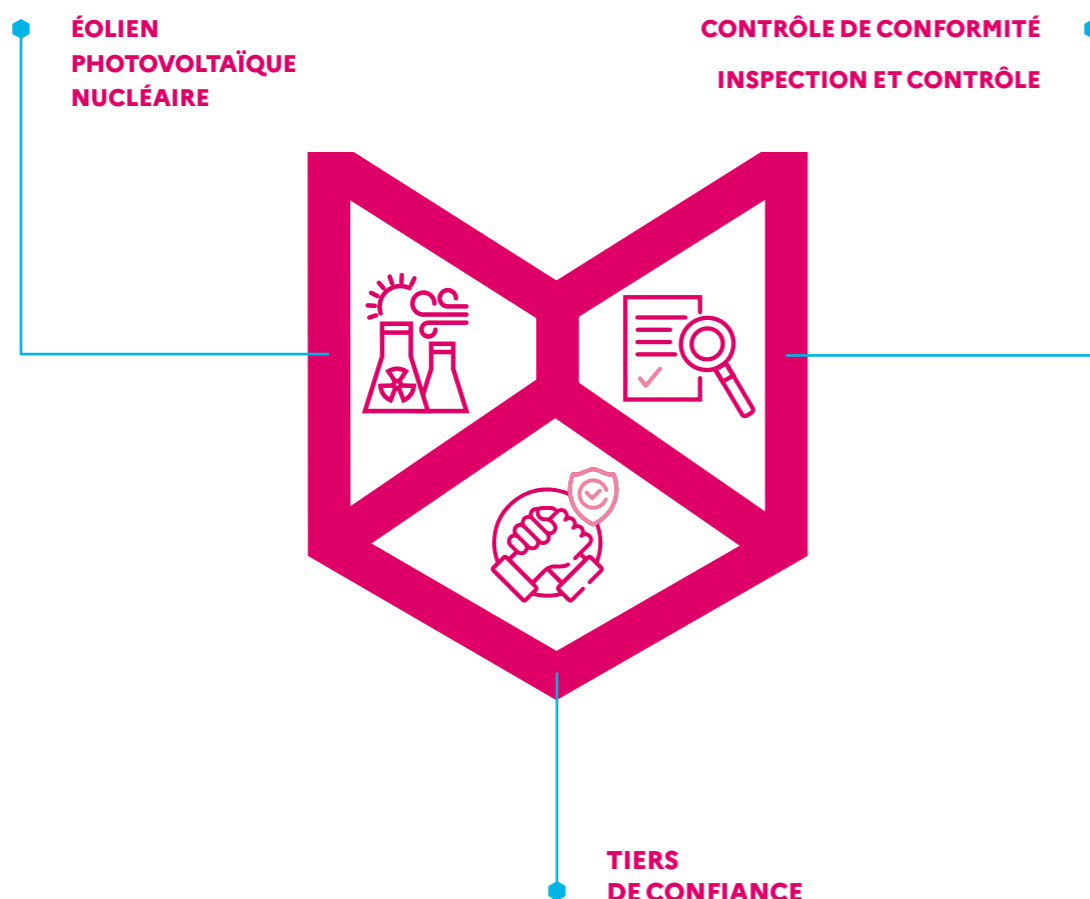 ÉOLIEN
PHOTOVOLTAÏQUE
NUCLÉAIRE
CONTRÔLE DE CONFORMITÉ
INSPECTION ET CONTRÔLE
TIERS
DE CONFIANCE